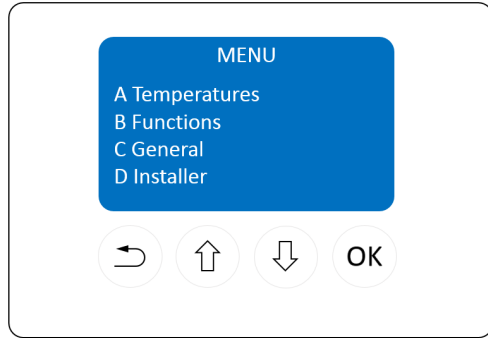 MENU
A Temperatures
B Functions
C General
D Installer
OK